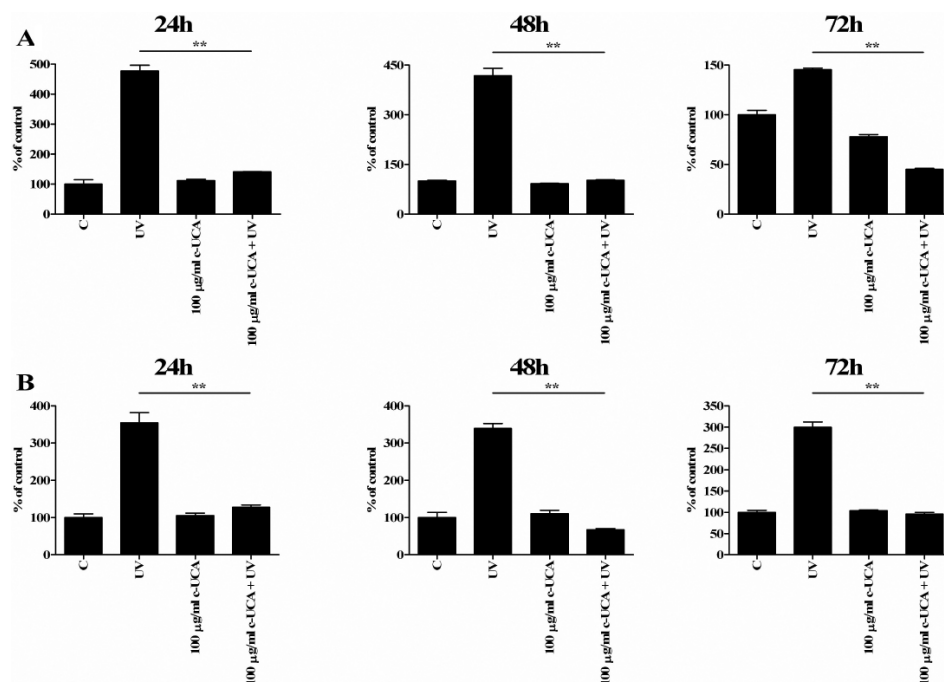 A
24h
**
% of control
500
400
300
200
100
0
C
UV
100 μg/ml c-UCA
100 μg/ml c-UCA + UV
48h
**
% of control
450
300
150
0
C
UV
100 μg/ml c-UCA
100 μg/ml c-UCA + UV
72h
**
% of control
150
100
50
0
C
UV
100 μg/ml c-UCA
100 μg/ml c-UCA + UV
B
24h
**
% of control
400
300
200
100
0
C
UV
100 μg/ml c-UCA
100 μg/ml c-UCA + UV
48h
**
% of control
400
300
200
100
0
C
UV
100 μg/ml c-UCA
100 μg/ml c-UCA + UV
72h
**
% of control
350
300
250
200
150
100
50
0
C
UV
100 μg/ml c-UCA
100 μg/ml c-UCA + UV